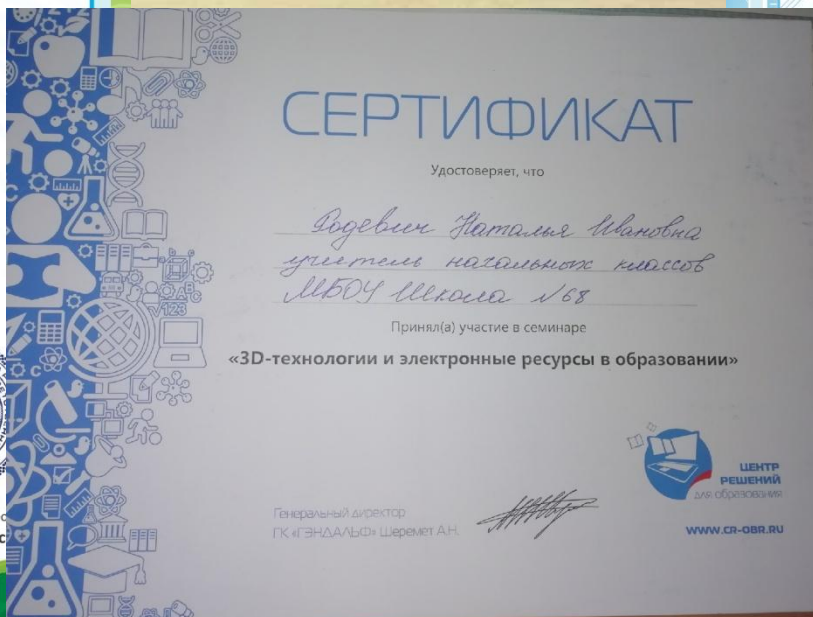 СЕРТИФИКАТ
Удостоверяет, что
Родевич Наталья Ивановна
учитель начальных классов
МБОУ Школа №68
Принял(а) участие в семинаре
«3D-технологии и электронные ресурсы в образовании»
ЦЕНТР
РЕШЕНИЙ
для образования
Генеральный директор
ГК «ГЭНДАЛЬФ» Шеремет А.Н.
WWW.CR-OBR.RU